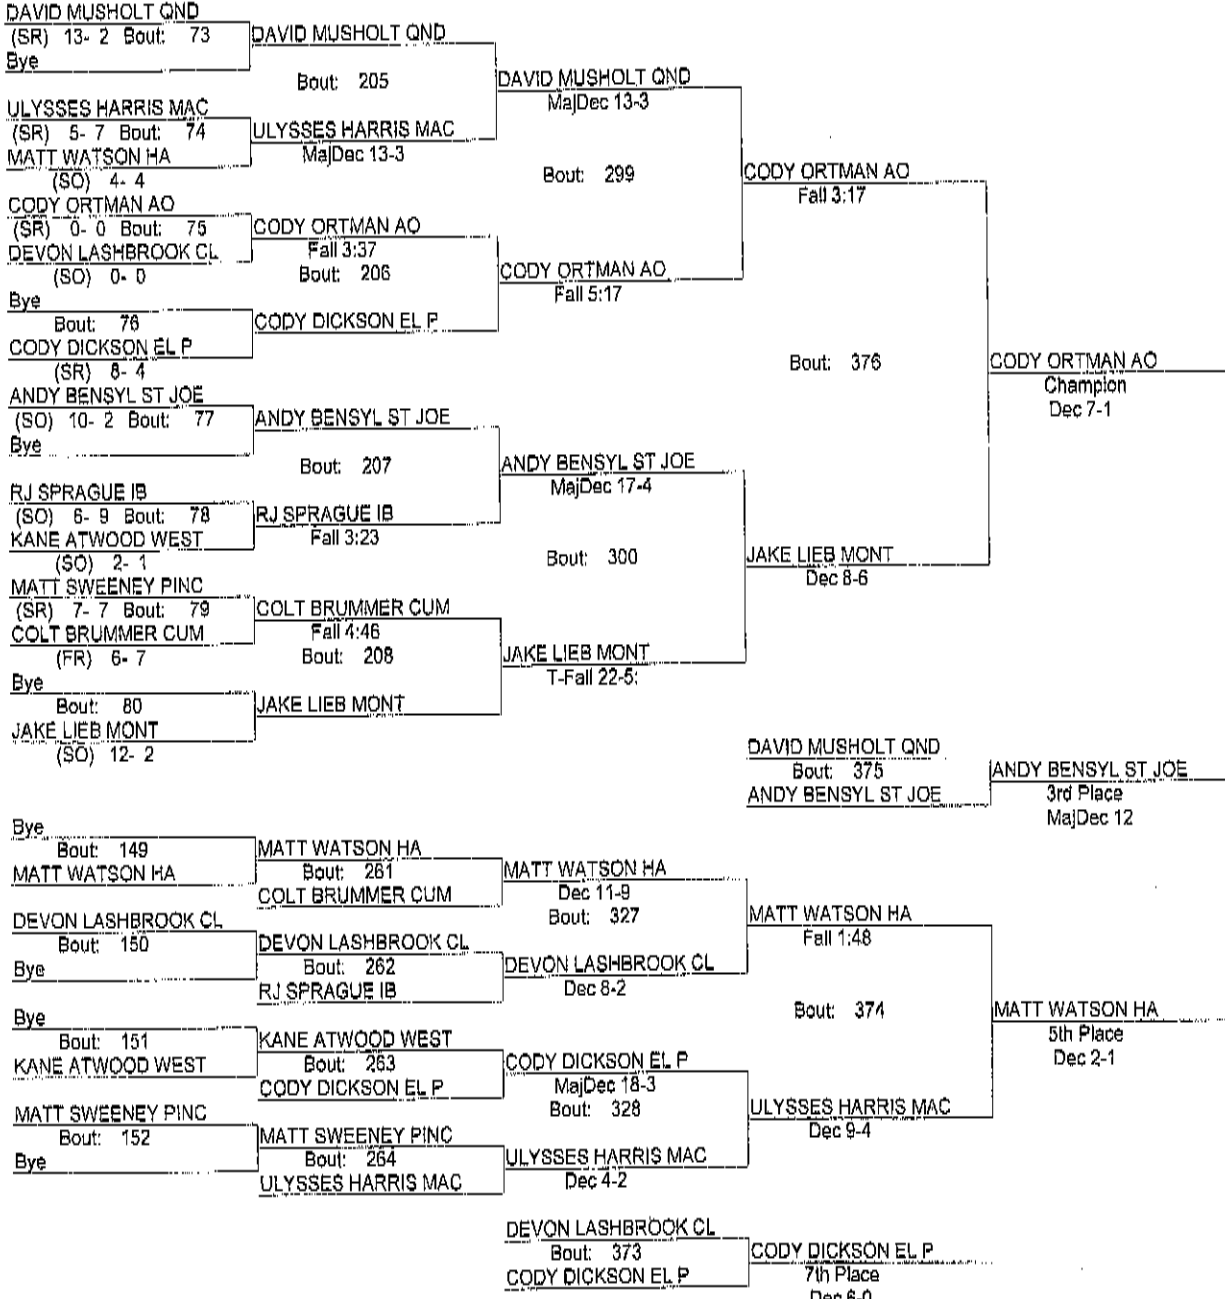 DAVID MUSHOLT QND
(SR) 13- 2 Bout: 73
Bye
DAVID MUSHOLT QND
Bout: 205
ULYSSES HARRIS MAC
(SR) 5- 7 Bout: 74
MATT WATSON HA
(SO) 4- 4
ULYSSES HARRIS MAC
MajDec 13-3
DAVID MUSHOLT QND
MajDec 13-3
Bout: 299
CODY ORTMAN AO
(SR) 0- 0 Bout: 75
DEVON LASHBROOK CL
(SO) 0- 0
CODY ORTMAN AO
Fall 3:37
Bout: 206
Bye
Bout: 76
CODY DICKSON EL P
(SR) 8- 4
CODY DICKSON EL P
CODY ORTMAN AO
Fall 5:17
CODY ORTMAN AO
Fall 3:17
Bout: 376
CODY ORTMAN AO
Champion
Dec 7-1
ANDY BENSYL ST JOE
(SO) 10- 2 Bout: 77
Bye
ANDY BENSYL ST JOE
Bout: 207
RJ SPRAGUE IB
(SO) 6- 9 Bout: 78
KANE ATWOOD WEST
(SO) 2- 1
RJ SPRAGUE IB
Fall 3:23
ANDY BENSYL ST JOE
MajDec 17-4
Bout: 300
MATT SWEENEY PINC
(SR) 7- 7 Bout: 79
COLT BRUMMER CUM
(FR) 6- 7
COLT BRUMMER CUM
Fall 4:46
Bout: 208
Bye
Bout: 80
JAKE LIEB MONT
(SO) 12- 2
JAKE LIEB MONT
JAKE LIEB MONT
T-Fall 22-5:
JAKE LIEB MONT
Dec 8-6
DAVID MUSHOLT QND
Bout: 375
ANDY BENSYL ST JOE
ANDY BENSYL ST JOE
3rd Place
MajDec 12
Bye
Bout: 149
MATT WATSON HA
MATT WATSON HA
Bout: 261
COLT BRUMMER CUM
MATT WATSON HA
Dec 11-9
Bout: 327
DEVON LASHBROOK CL
Bout: 150
Bye
DEVON LASHBROOK CL
Bout: 262
RJ SPRAGUE IB
DEVON LASHBROOK CL
Dec 8-2
MATT WATSON HA
Fall 1:48
Bout: 374
MATT WATSON HA
5th Place
Dec 2-1
Bye
Bout: 151
KANE ATWOOD WEST
KANE ATWOOD WEST
Bout: 263
CODY DICKSON EL P
CODY DICKSON EL P
MajDec 18-3
Bout: 328
MATT SWEENEY PINC
Bout: 152
Bye
MATT SWEENEY PINC
Bout: 264
ULYSSES HARRIS MAC
ULYSSES HARRIS MAC
Dec 4-2
ULYSSES HARRIS MAC
Dec 9-4
DEVON LASHBROOK CL
Bout: 373
CODY DICKSON EL P
CODY DICKSON EL P
7th Place
Dec 6-0